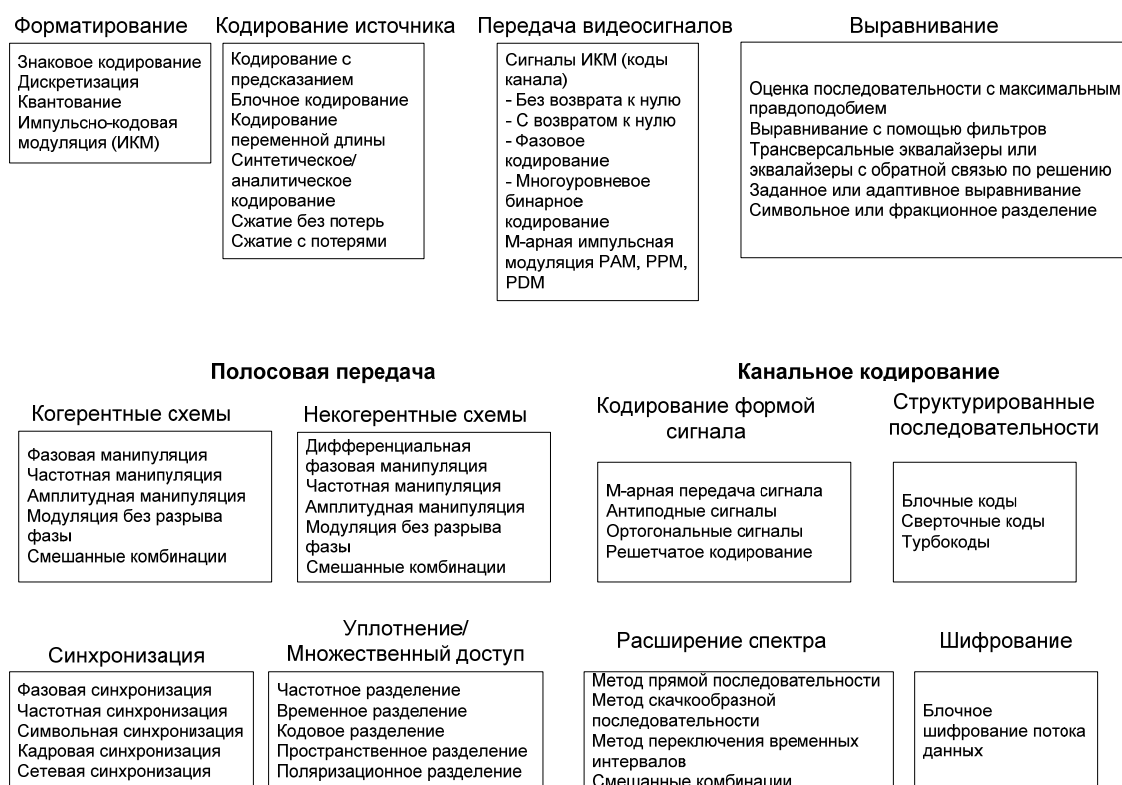 Форматирование
Знаковое кодирование
Дискретизация
Квантование
Импульсно-кодовая
модуляция (ИКМ)
Кодирование источника
Кодирование с
предсказанием
Блочное кодирование
Кодирование
переменной длины
Синтетическое/
аналитическое
кодирование
Сжатие без потерь
Сжатие с потерями
Передача видеосигналов
Сигналы ИКМ (коды
канала)
- Без возврата к нулю
- С возвратом к нулю
- Фазовое
кодирование
- Многоуровневое
бинарное
кодирование
М-арная импульсная
модуляция PAM, PPM,
PDM
Выравнивание
Оценка последовательности с максимальным
правдоподобием
Выравнивание с помощью фильтров
Трансверсальные эквалайзеры или
эквалайзеры с обратной связью по решению
Заданное или адаптивное выравнивание
Символьное или фракционное разделение
Полосовая передача
Когерентные схемы
Фазовая манипуляция
Частотная манипуляция
Амплитудная манипуляция
Модуляция без разрыва
фазы
Смешанные комбинации
Некогерентные схемы
Дифференциальная
фазовая манипуляция
Частотная манипуляция
Амплитудная манипуляция
Модуляция без разрыва
фазы
Смешанные комбинации
Канальное кодирование
Кодирование формой
сигнала
М-арная передача сигнала
Антиподные сигналы
Ортогональные сигналы
Решетчатое кодирование
Структурированные
последовательности
Блочные коды
Сверточные коды
Турбокоды
Синхронизация
Фазовая синхронизация
Частотная синхронизация
Символьная синхронизация
Кадровая синхронизация
Сетевая синхронизация
Уплотнение/
Множественный доступ
Частотное разделение
Временное разделение
Кодовое разделение
Пространственное разделение
Поляризационное разделение
Расширение спектра
Метод прямой последовательности
Метод скачкообразной
последовательности
Метод переключения временных
интервалов
Смешанные комбинации
Шифрование
Блочное
шифрование потока
данных